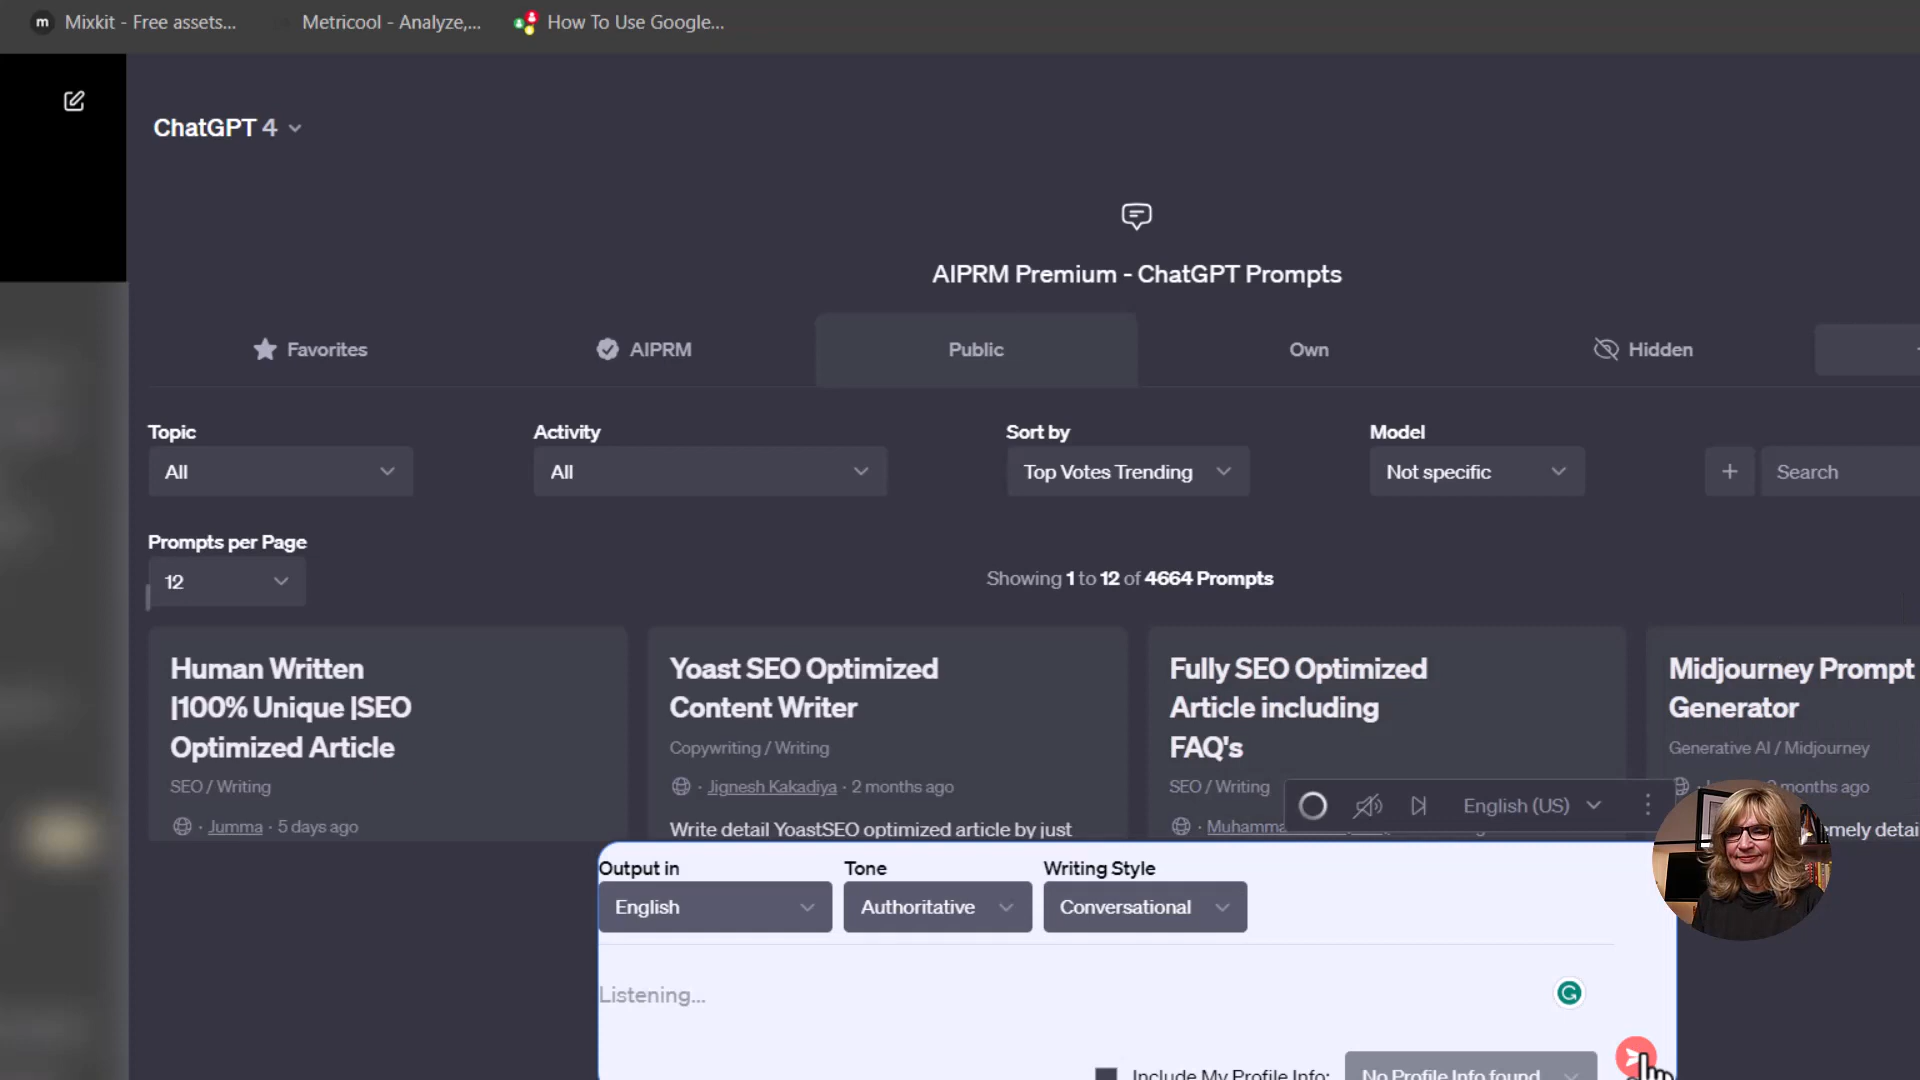 m Mixkit - Free assets...
Metricool - Analyze,...
How To Use Google...
ChatGPT 4
AIPRM Premium - ChatGPT Prompts
Favorites
AIPRM
Public
Own
Hidden
Topic
Activity
Sort by
Model
All
All
Top Votes Trending
Not specific
+
Search
Prompts per Page
12
Showing 1 to 12 of 4664 Prompts
Human Written
|100% Unique |SEO
Optimized Article
SEO / Writing
· Jumma · 5 days ago
Yoast SEO Optimized
Content Writer
Copywriting / Writing
· Jignesh Kakadiya · 2 months ago
Write detail YoastSEO optimized article by just
Fully SEO Optimized
Article including
FAQ's
SEO / Writing
· Muhamma
Midjourney Prompt
Generator
Generative AI / Midjourney
months ago
English (US)
Output in
Tone
Writing Style
English
Authoritative
Conversational
Listening...
Include My Profile Info:
No Profile Info found